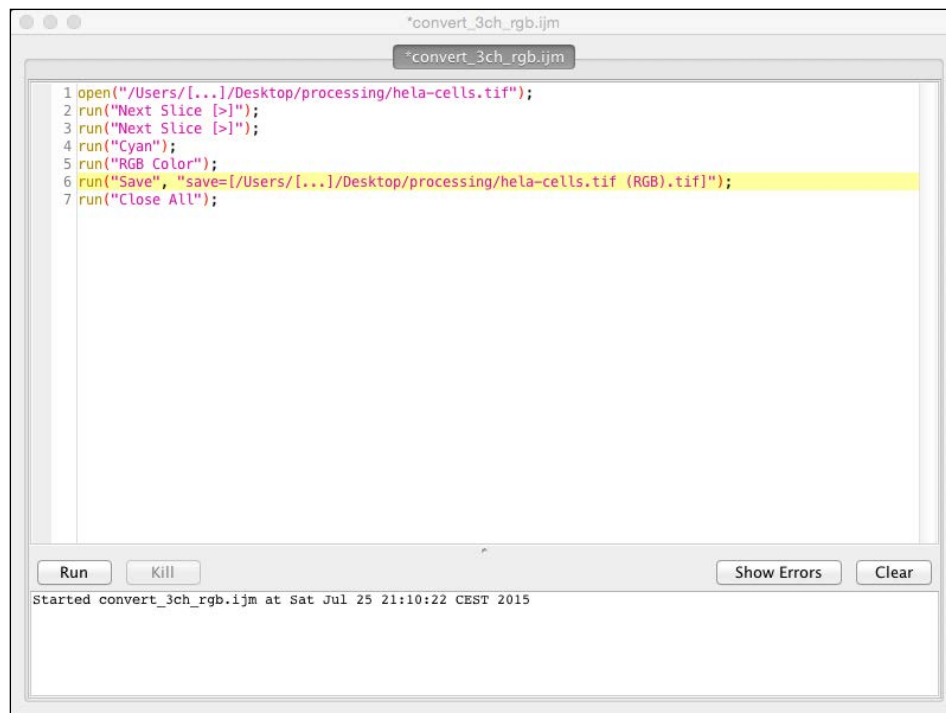 *convert_3ch_rgb.ijm
*convert_3ch_rgb.ijm
1 open("/Users/[...]/Desktop/processing/hela-cells.tif");
2 run("Next Slice [>]");
3 run("Next Slice [>]");
4 run("Cyan");
5 run("RGB Color");
6 run("Save", "save=[/Users/[...]/Desktop/processing/hela-cells.tif (RGB).tif]");
7 run("Close All");
Run Kill Show Errors Clear
Started convert_3ch_rgb.ijm at Sat Jul 25 21:10:22 CEST 2015